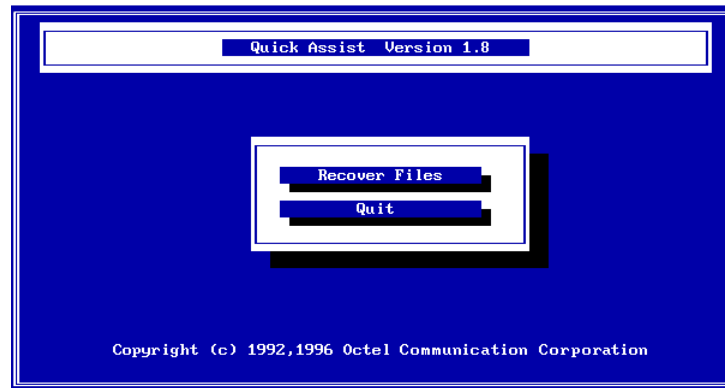 Quick Assist  Version 1.8
Recover Files
Quit
Copyright (c) 1992,1996 Octel Communication Corporation